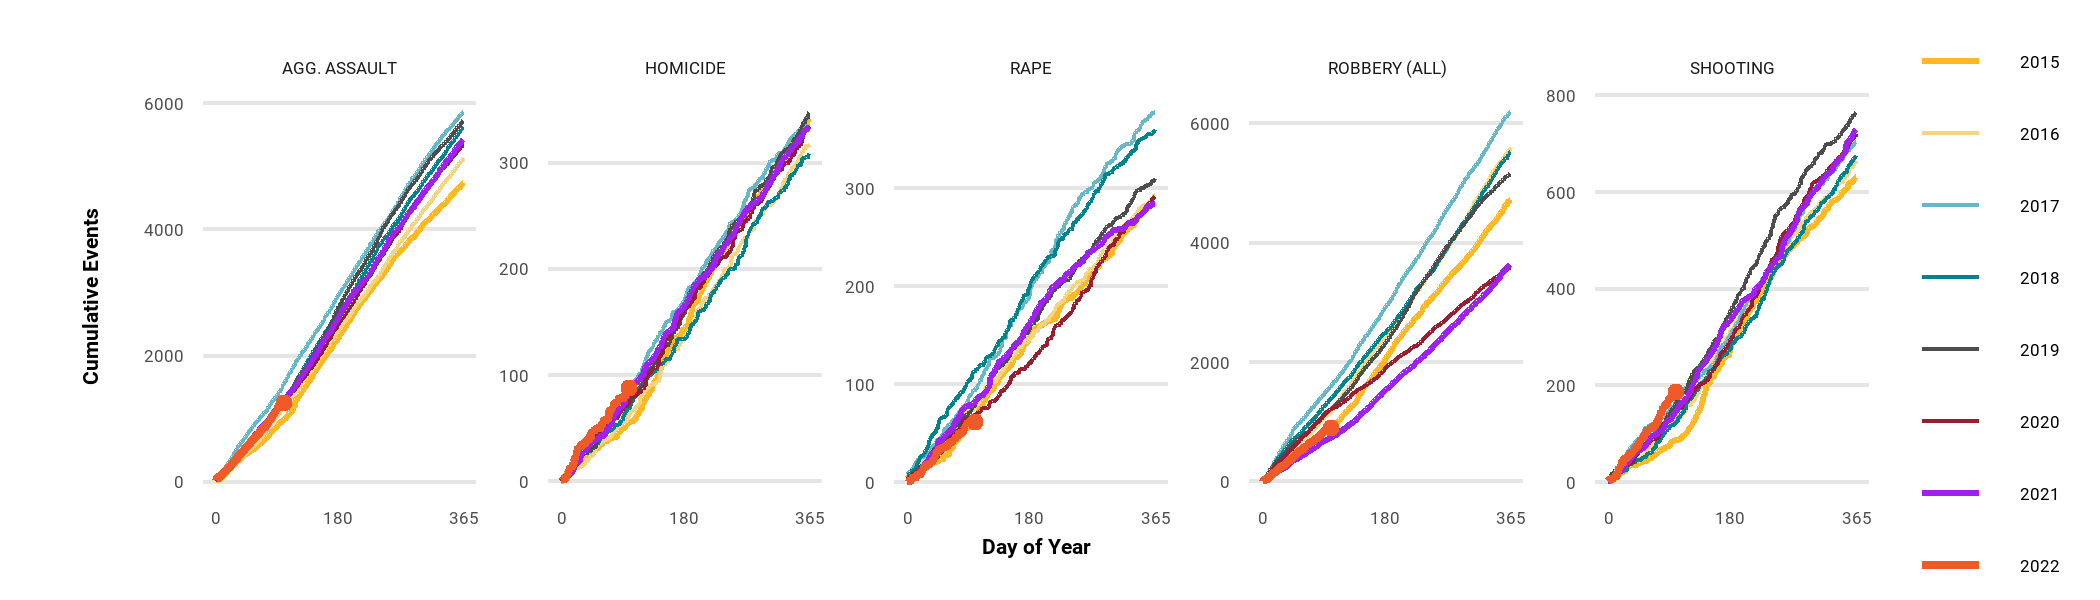 AGG. ASSAULT
HOMICIDE
RAPE
ROBBERY (ALL)
SHOOTING
Cumulative Events
6000
4000
2000
0
0 180 365
300
200
100
0
0 180 365
300
200
100
0
0 180 365
6000
4000
2000
0
0 180 365
800
600
400
200
0
0 180 365
Day of Year
2015
2016
2017
2018
2019
2020
2021
2022